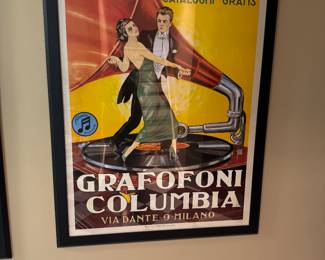 CATALOGHI GRATIS
GRAFOFONI
COLUMBIA
VIA DANTE 9·MILANO